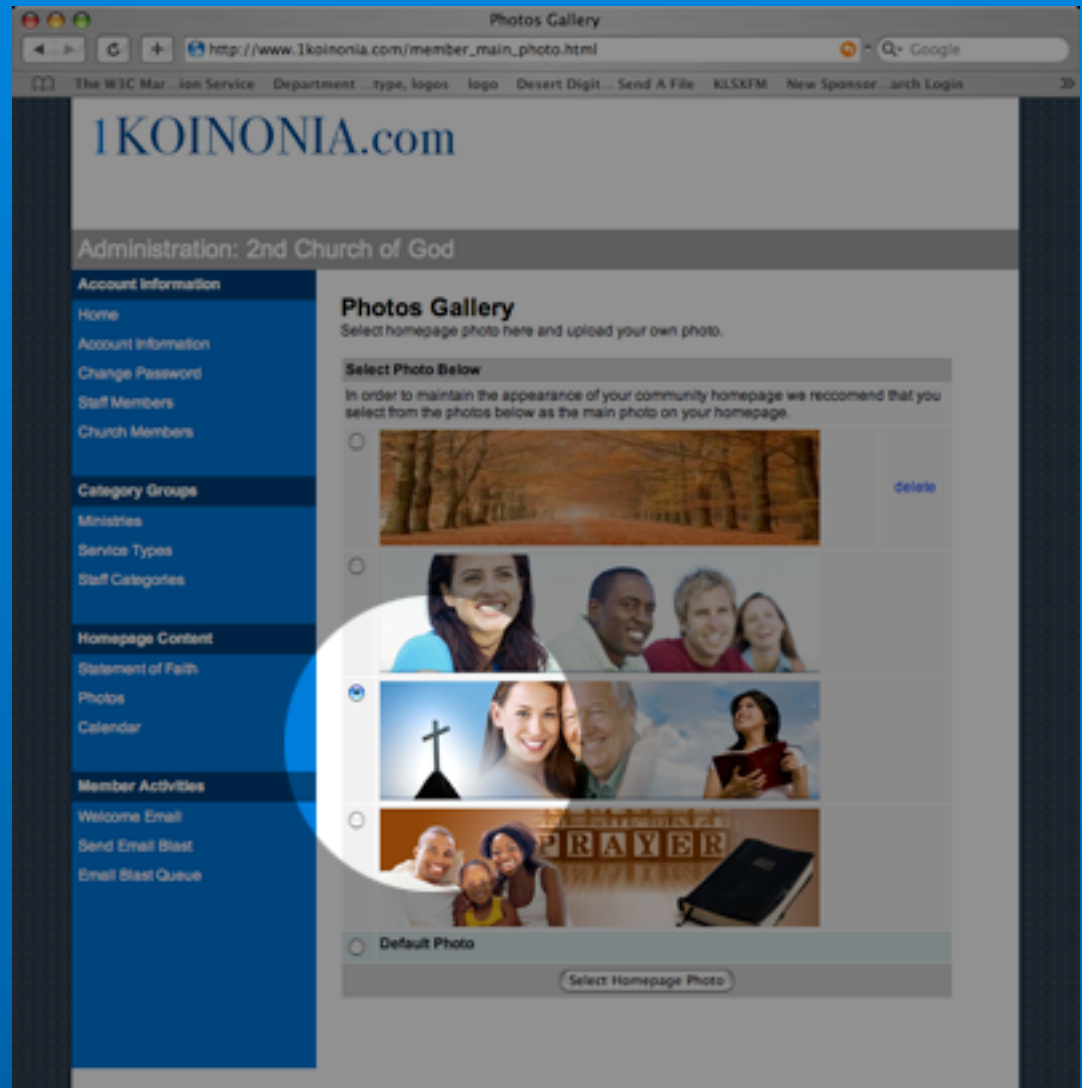 Photos Gallery
http://www.1koinonia.com/member_main_photo.html
Google
The W3C Mar...ion Service Department ...type, logos logo Desert Digit... Send A File KLSXFM New Sponsor...arch Login
1KOINONIA.com
Administration: 2nd Church of God
Account Information
Home
Account Information
Change Password
Staff Members
Church Members
Category Groups
Ministries
Service Types
Staff Categories
Homepage Content
Statement of Faith
Photos
Calendar
Member Activities
Welcome Email
Send Email Blast
Email Blast Queue
Photos Gallery
Select homepage photo here and upload your own photo.
Select Photo Below
In order to maintain the appearance of your community homepage we reccomend that you
select from the photos below as the main photo on your homepage.
delete
PRAYER
Default Photo
Select Homepage Photo